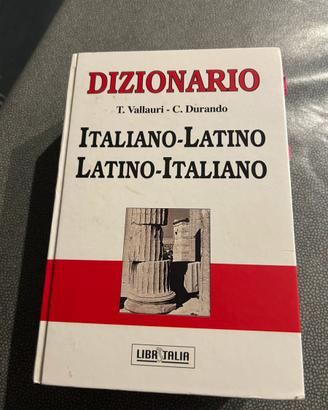 DIZIONARIO
T. Vallauri - C. Durando
ITALIANO-LATINO
LATINO-ITALIANO
LIBRITALIA